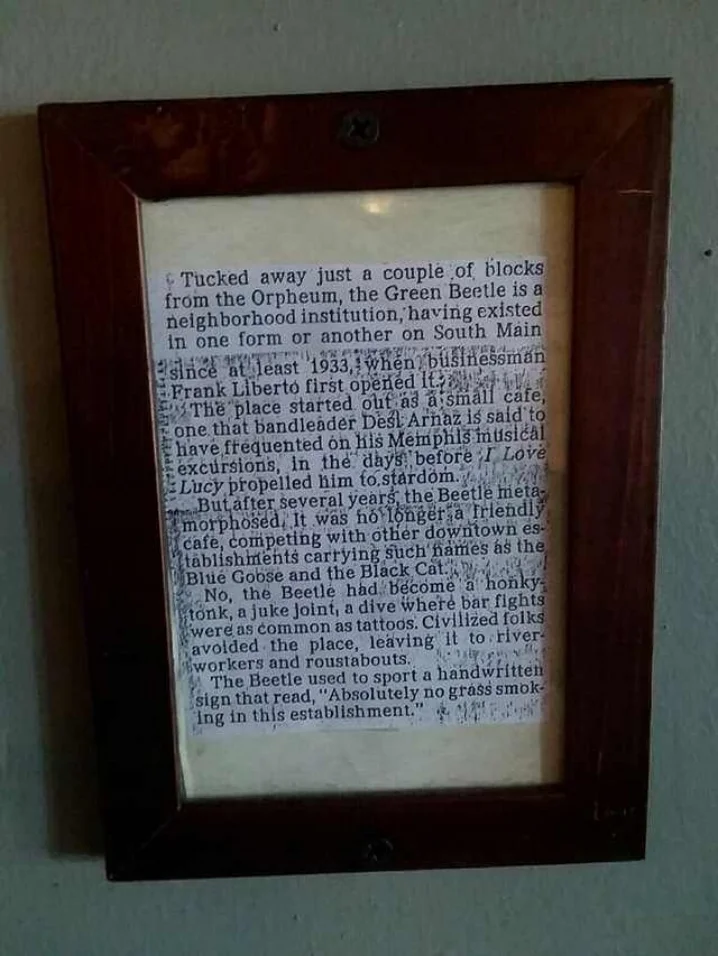 Tucked away just a couple of blocks
from the Orpheum, the Green Beetle is a
neighborhood institution, having existed
in one form or another on South Main
since at least 1933, when businessman
Frank Liberto first opened it.
The place started out as a small cafe,
one that bandleader Desi Arnaz is said to
have frequented on his Memphis musical
excursions, in the days before I Love
Lucy propelled him to stardom.
But after several years, the Beetle meta-
morphosed. It was no longer a friendly
cafe, competing with other downtown es-
tablishments carrying such names as the
Blue Goose and the Black Cat.
No, the Beetle had become a honky-
tonk, a juke joint, a dive where bar fights
were as common as tattoos. Civilized folks
avoided the place, leaving it to river-
workers and roustabouts.
The Beetle used to sport a handwritten
sign that read, "Absolutely no grass smok-
ing in this establishment."